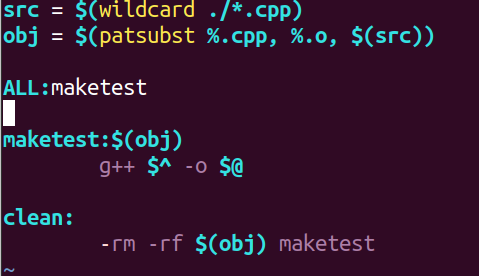 src = $(wildcard ./*.cpp)
obj = $(patsubst %.cpp, %.o, $(src))
ALL:maketest
maketest:$(obj)
g++ $^ -o $@
clean:
-rm -rf $(obj) maketest
~